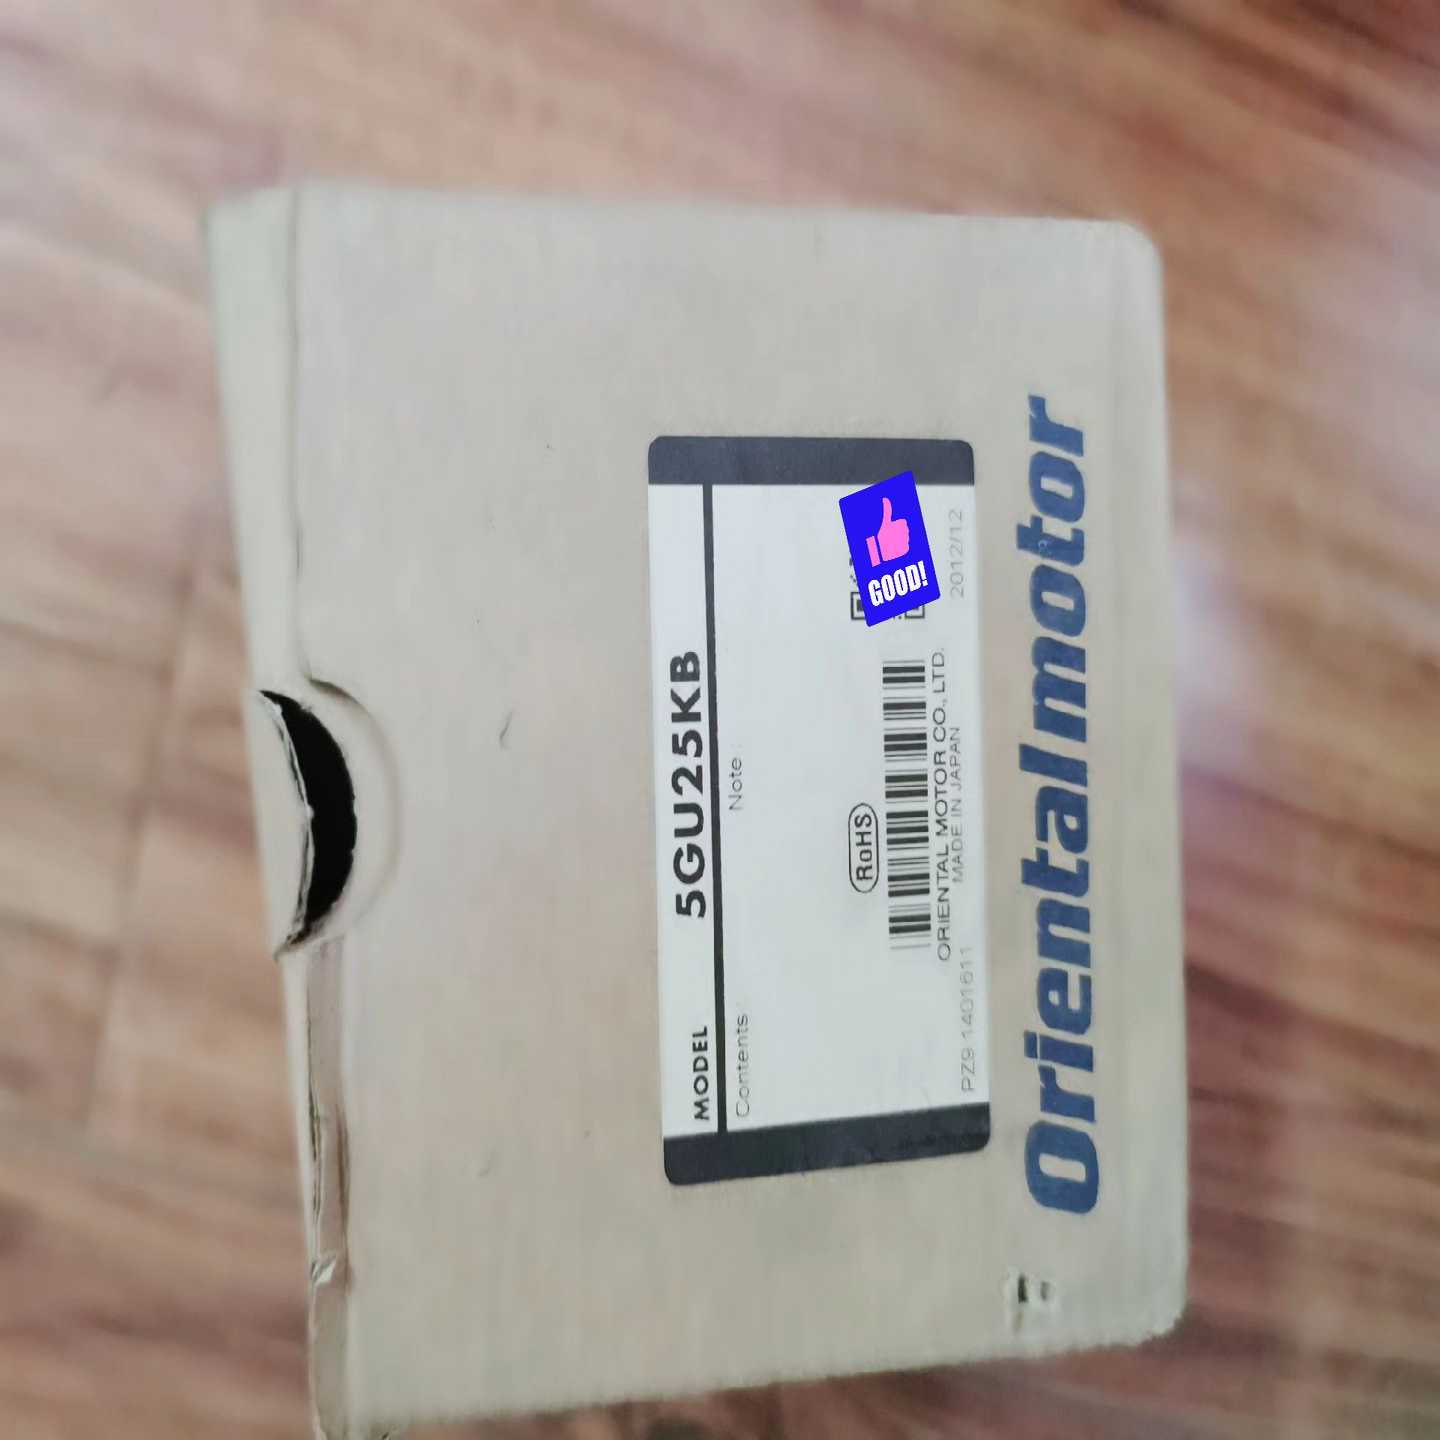 MODEL 5GU25KB
Contents :
Note :
RoHS
GOOD!
ORIENTAL MOTOR CO., LTD.
PZ9 1401611 MADE IN JAPAN 2012/12
Orientalmotor